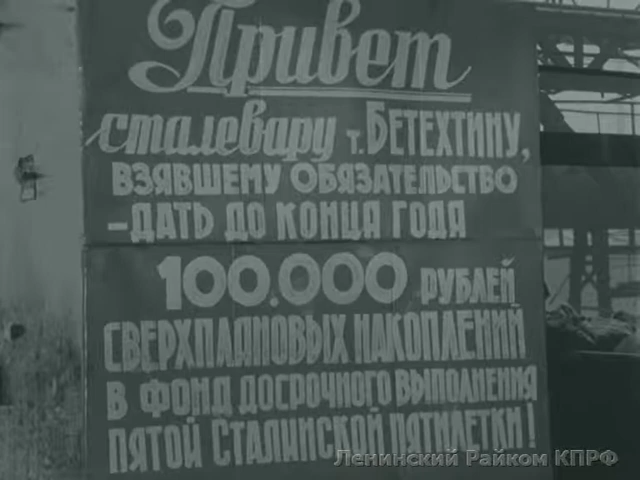 Привет
сталевару т. БЕТЕХТИНУ,
ВЗЯВШЕМУ ОБЯЗАТЕЛЬСТВО
–ДАТЬ ДО КОНЦА ГОДА
100.000 РУБЛЕЙ
СВЕРХПЛАНОВЫХ НАКОПЛЕНИЙ
В ФОНД ДОСРОЧНОГО ВЫПОЛНЕНИЯ
ПЯТОЙ СТАЛИНСКОЙ ПЯТИЛЕТКИ!
Ленинский Райком КПРФ